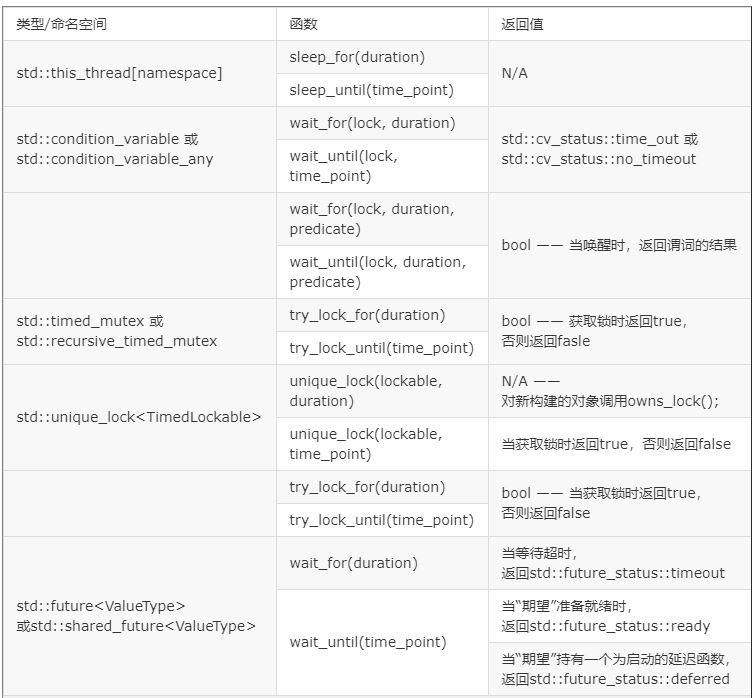 类型/命名空间
函数
返回值
std::this_thread[namespace]
sleep_for(duration)
sleep_until(time_point)
N/A
std::condition_variable 或
std::condition_variable_any
wait_for(lock, duration)
wait_until(lock,
time_point)
std::cv_status::time_out 或
std::cv_status::no_timeout
wait_for(lock, duration,
predicate)
wait_until(lock, duration,
predicate)
bool —— 当唤醒时，返回谓词的结果
std::timed_mutex 或
std::recursive_timed_mutex
try_lock_for(duration)
try_lock_until(time_point)
bool —— 获取锁时返回true，
否则返回fasle
std::unique_lock<TimedLockable>
unique_lock(lockable,
duration)
N/A ——
对新构建的对象调用owns_lock();
unique_lock(lockable,
time_point)
当获取锁时返回true，否则返回false
try_lock_for(duration)
try_lock_until(time_point)
bool —— 当获取锁时返回true，
否则返回false
std::future<ValueType>
或std::shared_future<ValueType>
wait_for(duration)
当等待超时，
返回std::future_status::timeout
wait_until(time_point)
当“期望”准备就绪时，
返回std::future_status::ready
当“期望”持有一个为启动的延迟函数，
返回std::future_status::deferred